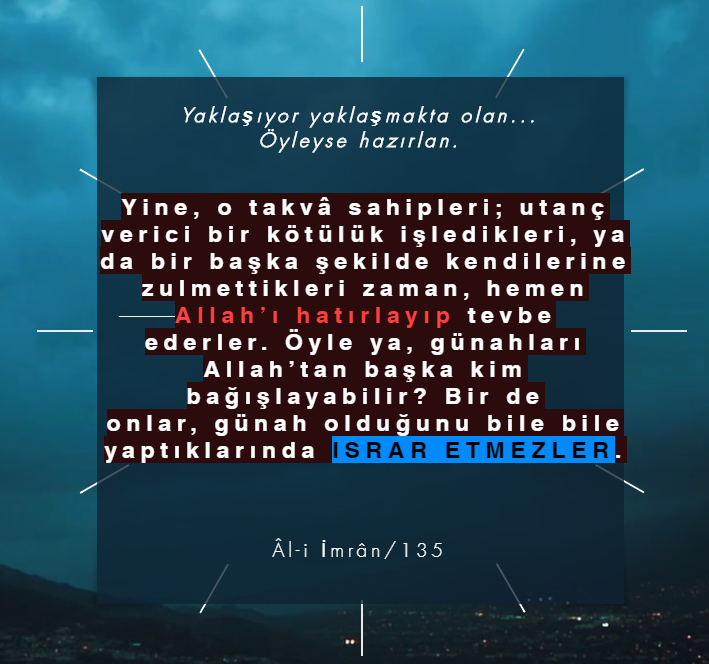 Yaklaşıyor yaklaşmakta olan...
Öyleyse hazırlan.
Yine, o takvâ sahipleri; utanç
verici bir kötülük işledikleri, ya
da bir başka şekilde kendilerine
zulmettikleri zaman, hemen
Allah’ı hatırlayıp tevbe
ederler. Öyle ya, günahları
Allah’tan başka kim
bağışlayabilir? Bir de
onlar, günah olduğunu bile bile
yaptıklarında ISRAR ETMEZLER.
Âl-i İmrân/135